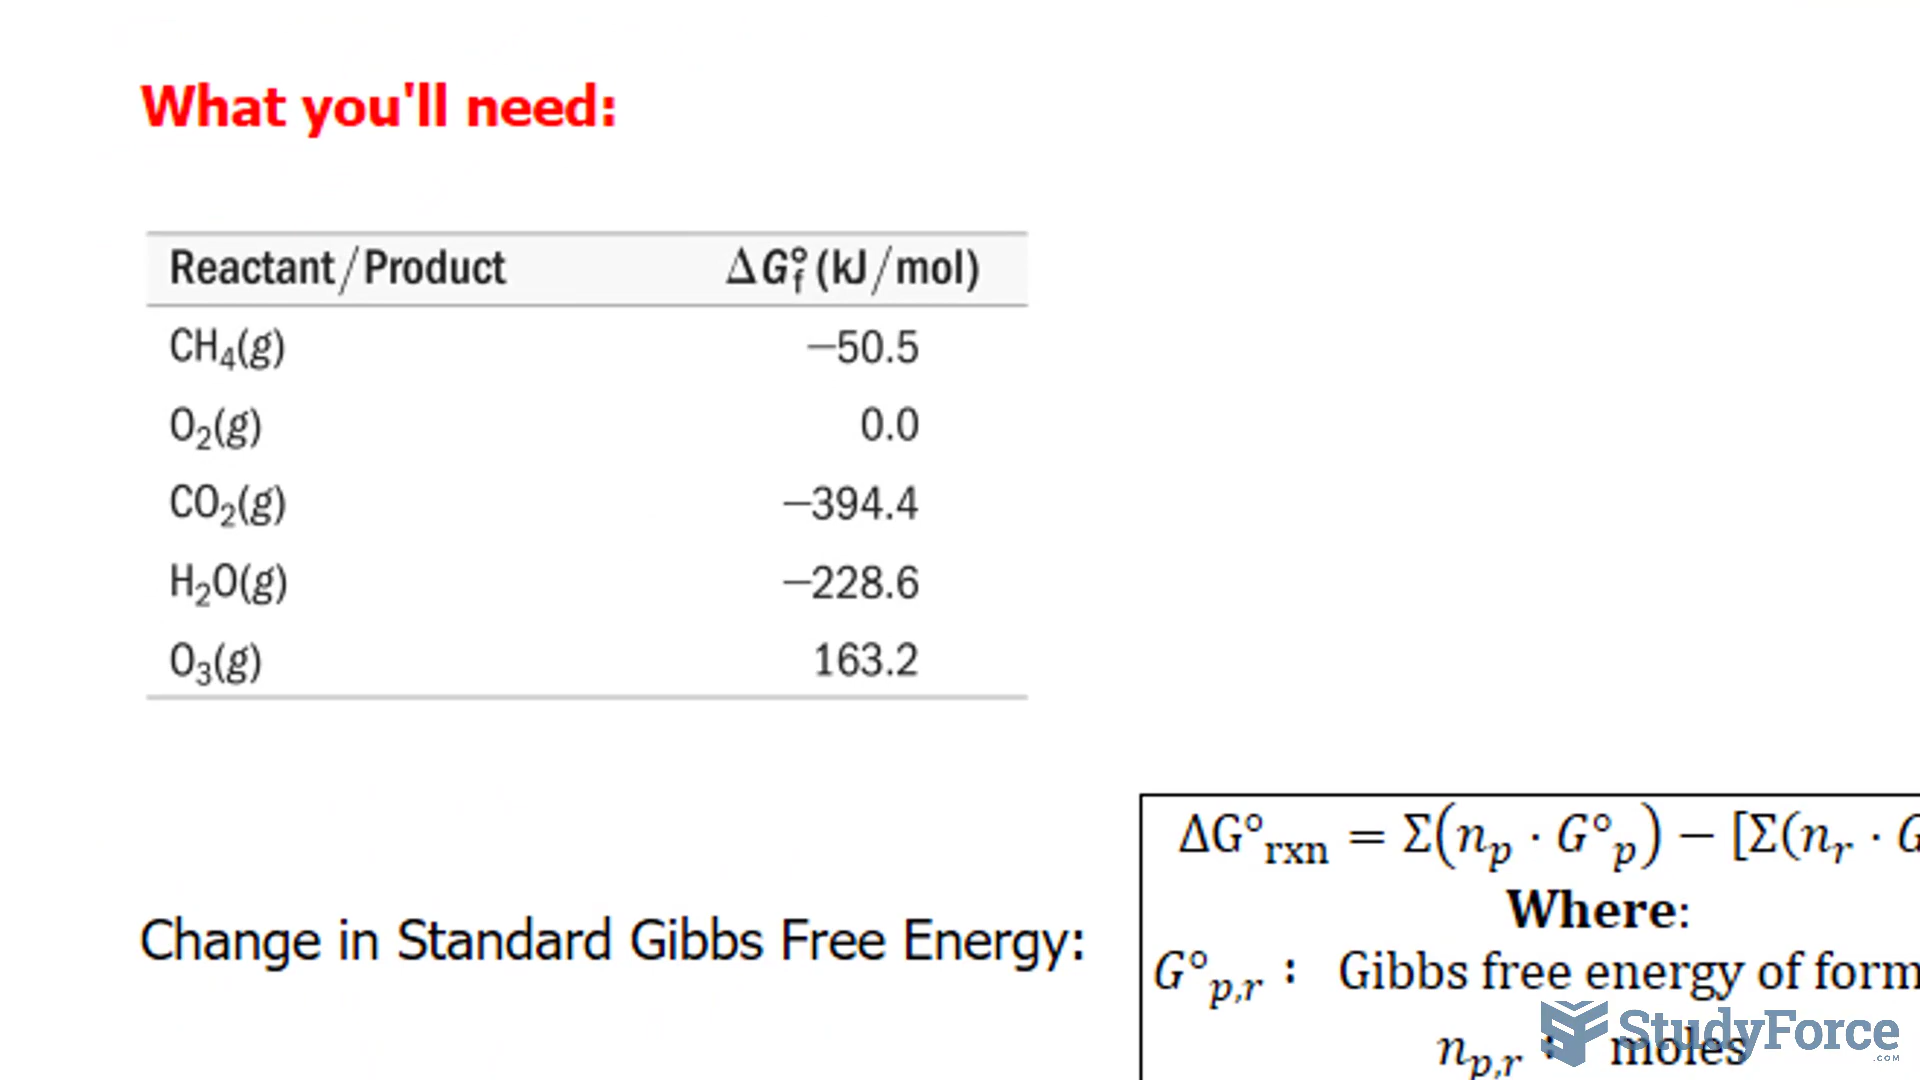 What you'll need:
Reactant/Product ΔG°f (kJ/mol)
CH₄(g) −50.5
O₂(g) 0.0
CO₂(g) −394.4
H₂O(g) −228.6
O₃(g) 163.2
ΔG°rxn = Σ(nₚ · G°ₚ) − [Σ(nᵣ · G
Where:
Change in Standard Gibbs Free Energy:
G°p,r : Gibbs free energy of form
np,r : moles
StudyForce
.COM